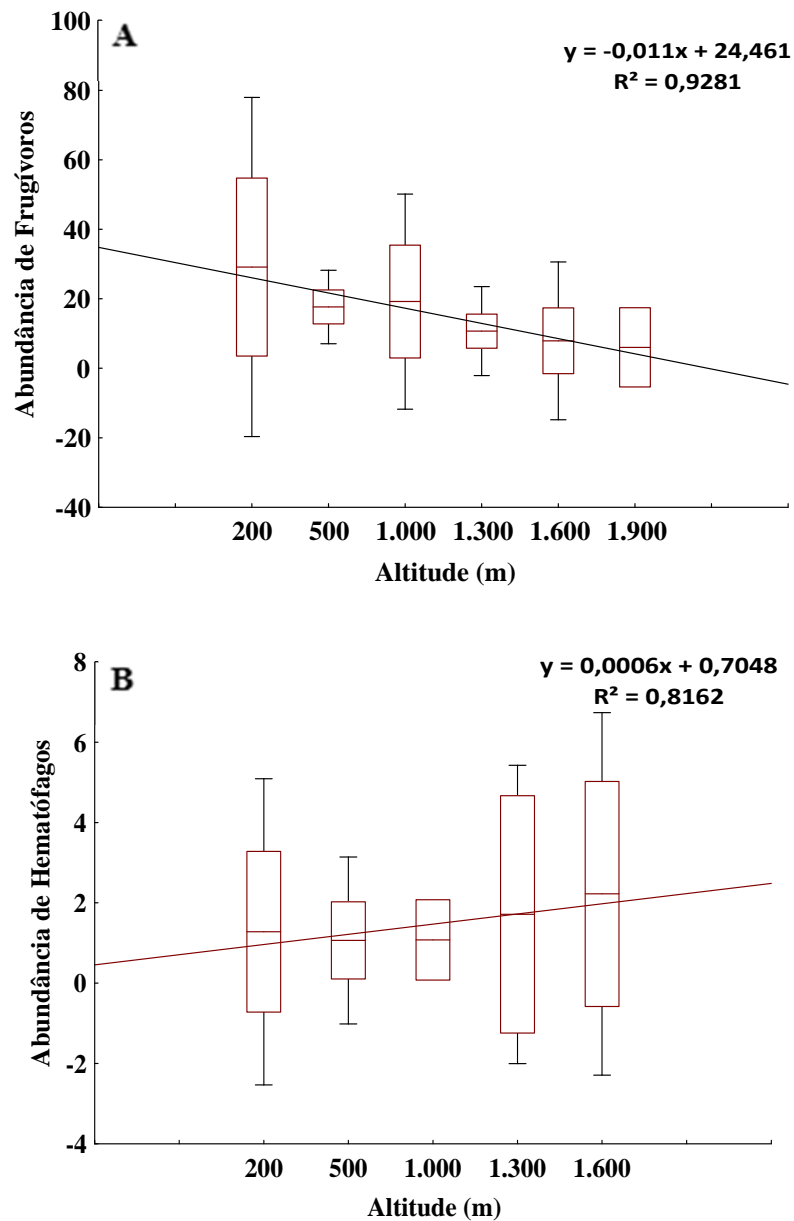 A
y = -0,011x + 24,461
R² = 0,9281
Abundância de Frugívoros
100
80
60
40
20
0
-20
-40
200 500 1.000 1.300 1.600 1.900
Altitude (m)
B
y = 0,0006x + 0,7048
R² = 0,8162
Abundância de Hematófagos
8
6
4
2
0
-2
-4
200 500 1.000 1.300 1.600
Altitude (m)